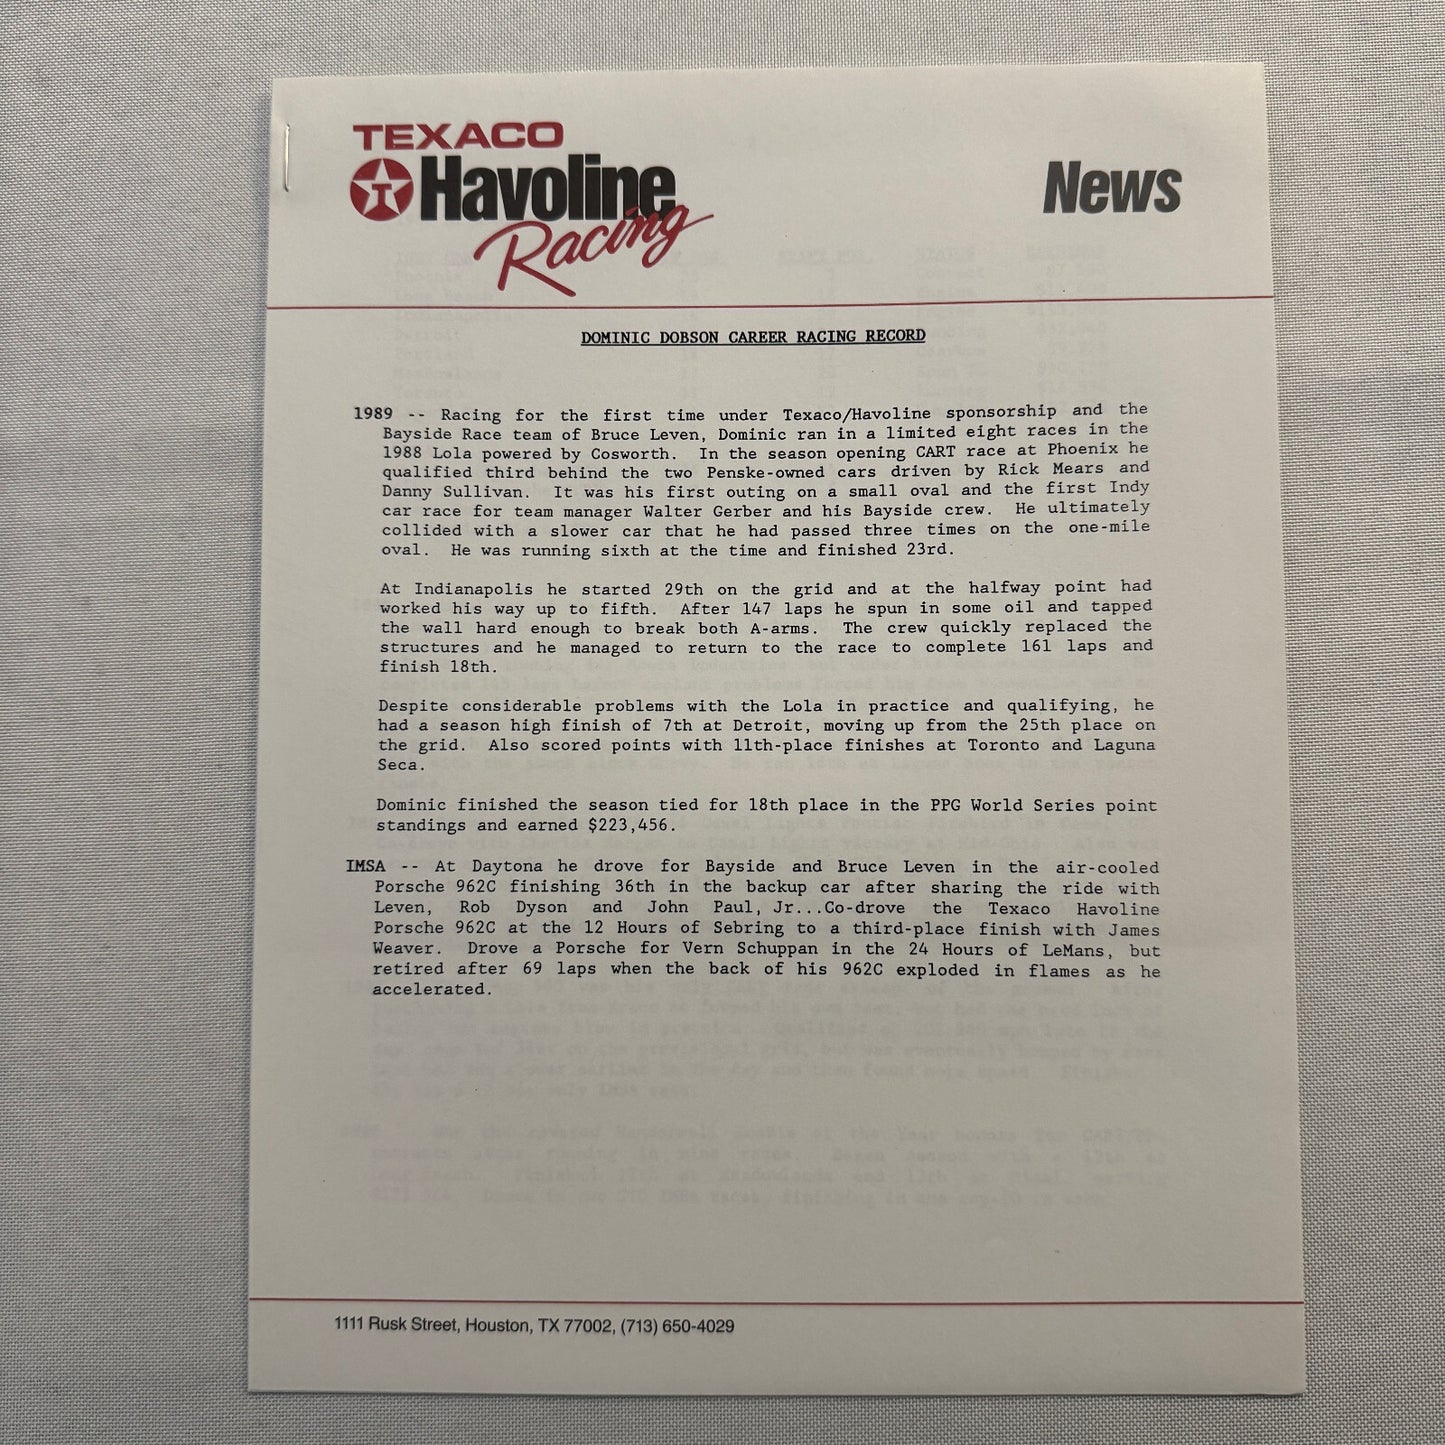 TEXACO
T Havoline
Racing
News
DOMINIC DOBSON CAREER RACING RECORD
1989 -- Racing for the first time under Texaco/Havoline sponsorship and the
Bayside Race team of Bruce Leven, Dominic ran in a limited eight races in the
1988 Lola powered by Cosworth. In the season opening CART race at Phoenix he
qualified third behind the two Penske-owned cars driven by Rick Mears and
Danny Sullivan. It was his first outing on a small oval and the first Indy
car race for team manager Walter Gerber and his Bayside crew. He ultimately
collided with a slower car that he had passed three times on the one-mile
oval. He was running sixth at the time and finished 23rd.
At Indianapolis he started 29th on the grid and at the halfway point had
worked his way up to fifth. After 147 laps he spun in some oil and tapped
the wall hard enough to break both A-arms. The crew quickly replaced the
structures and he managed to return to the race to complete 161 laps and
finish 18th.
Despite considerable problems with the Lola in practice and qualifying, he
had a season high finish of 7th at Detroit, moving up from the 25th place on
the grid. Also scored points with 11th-place finishes at Toronto and Laguna
Seca.
Dominic finished the season tied for 18th place in the PPG World Series point
standings and earned $223,456.
IMSA -- At Daytona he drove for Bayside and Bruce Leven in the air-cooled
Porsche 962C finishing 36th in the backup car after sharing the ride with
Leven, Rob Dyson and John Paul, Jr...Co-drove the Texaco Havoline
Porsche 962C at the 12 Hours of Sebring to a third-place finish with James
Weaver. Drove a Porsche for Vern Schuppan in the 24 Hours of LeMans, but
retired after 69 laps when the back of his 962C exploded in flames as he
accelerated.
1111 Rusk Street, Houston, TX 77002, (713) 650-4029